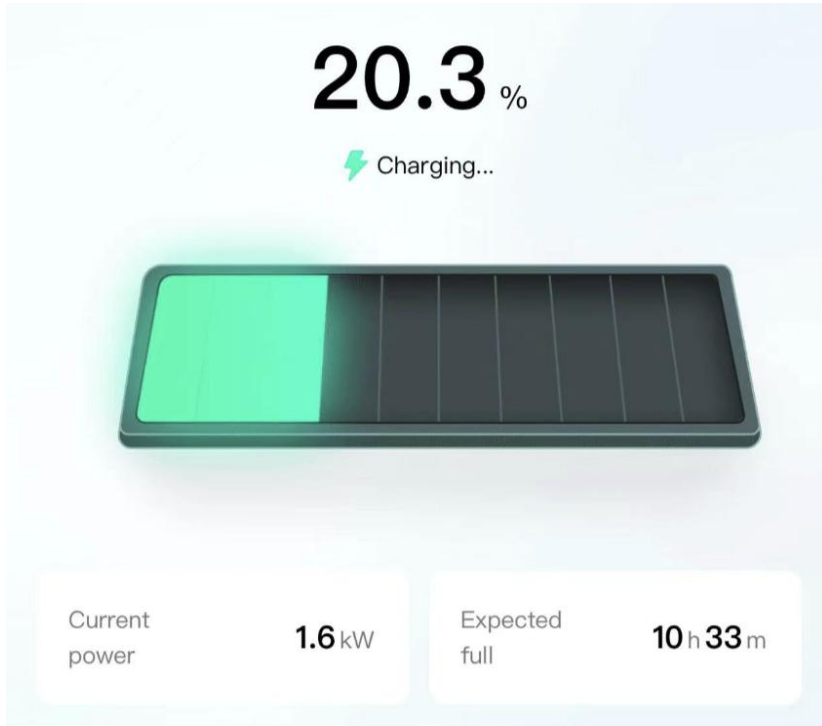 20.3 %
Charging...
Current power
1.6 kW
Expected full
10 h 33 m